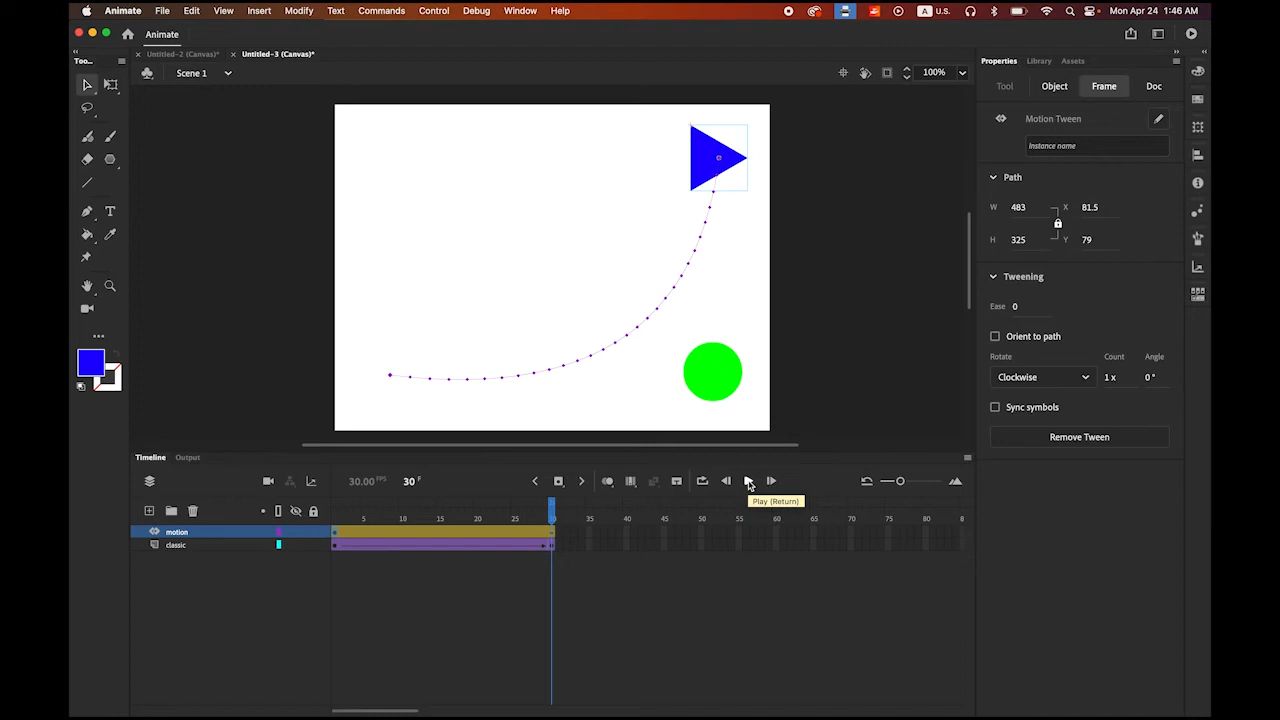 Animate File Edit View Insert Modify Text Commands Control Debug Window Help A U.S. Mon Apr 24 1:46 AM
Animate
Untitled-2 (Canvas)* Untitled-3 (Canvas)*
Too... Properties Library Assets
Scene 1 100%
Tool Object Frame Doc
Motion Tween
Instance name
Path
W 483 X 81.5
H 325 Y 79
Tweening
Ease 0
Orient to path
Rotate Count Angle
Clockwise 1 x 0°
Sync symbols
Remove Tween
Timeline Output
30.00 FPS 30 F
Play (Return)
5 10 15 20 25 35 40 45 50 55 60 65 70 75 80 8
motion
classic